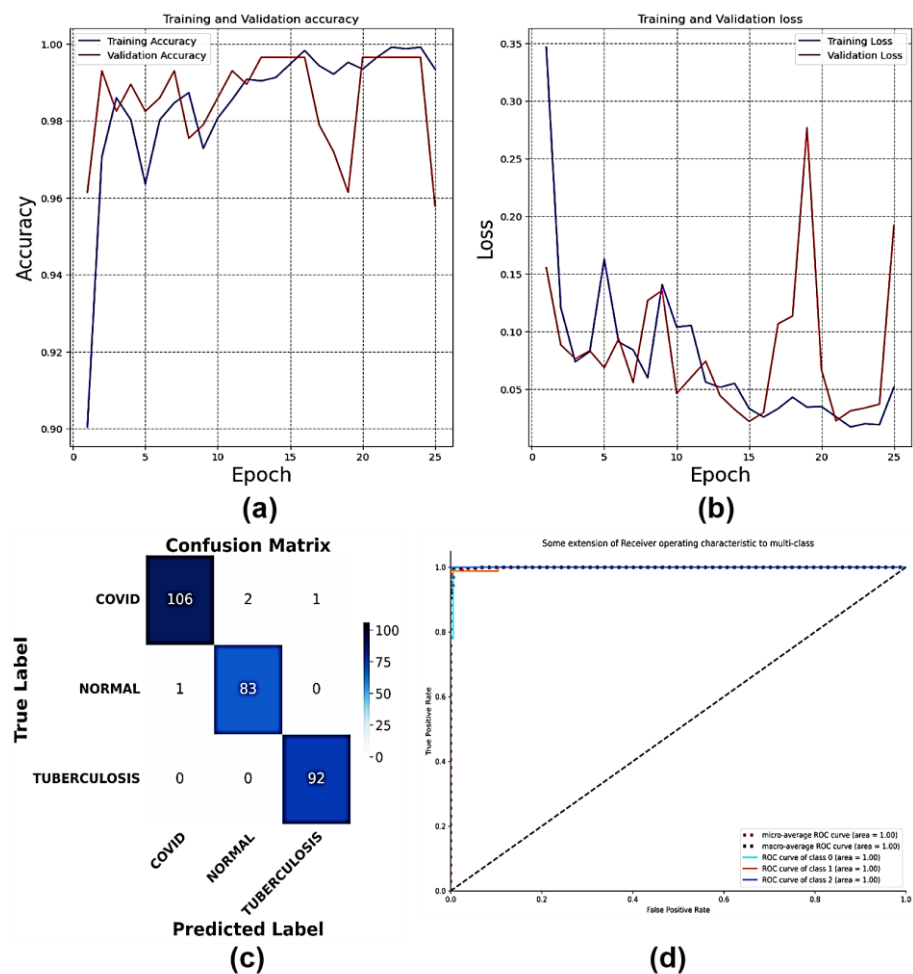 Training and Validation accuracy
Training Accuracy
Validation Accuracy
1.00
0.98
0.96
0.94
0.92
0.90
Accuracy
0 5 10 15 20 25
Epoch
(a)
Training and Validation loss
Training Loss
Validation Loss
0.35
0.30
0.25
0.20
0.15
0.10
0.05
Loss
0 5 10 15 20 25
Epoch
(b)
Confusion Matrix
True Label
COVID 106 2 1
NORMAL 1 83 0
TUBERCULOSIS 0 0 92
100
75
50
25
0
COVID
NORMAL
TUBERCULOSIS
Predicted Label
(c)
Some extension of Receiver operating characteristic to multi-class
1.0
0.8
0.6
0.4
0.2
0.0
True Positive Rate
micro-average ROC curve (area = 1.00)
macro-average ROC curve (area = 1.00)
ROC curve of class 0 (area = 1.00)
ROC curve of class 1 (area = 1.00)
ROC curve of class 2 (area = 1.00)
0.0 0.2 0.4 0.6 0.8 1.0
False Positive Rate
(d)